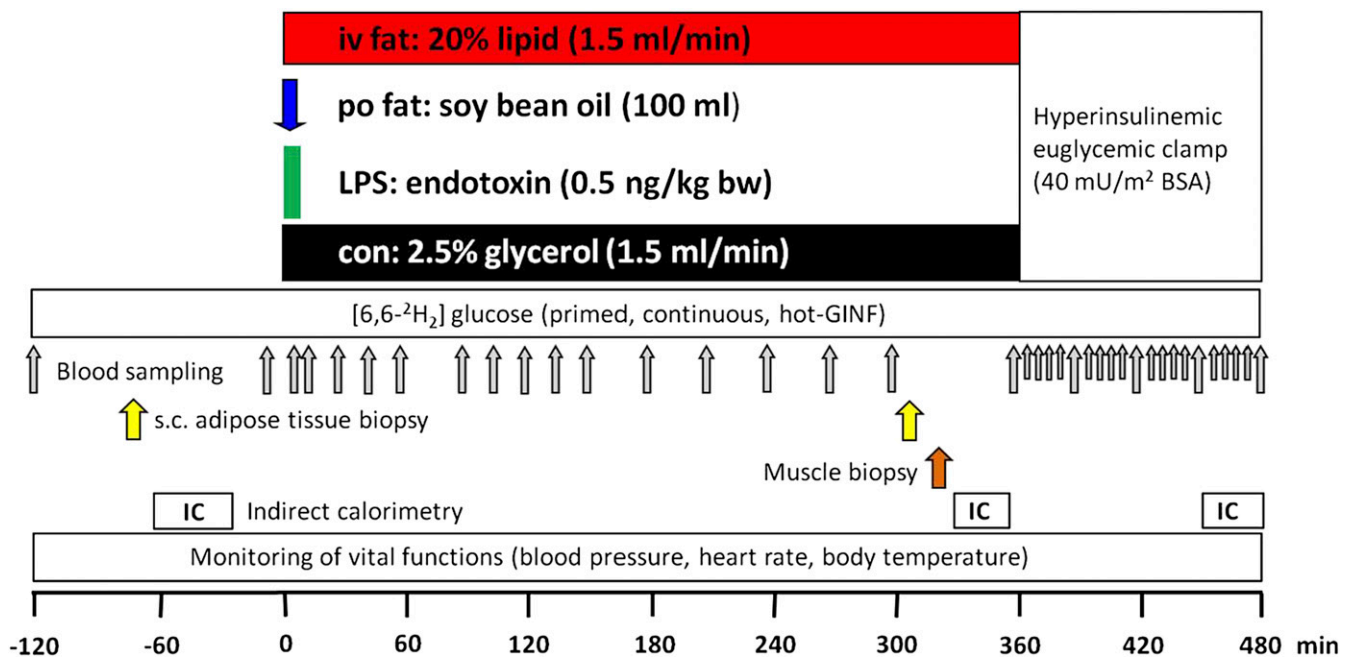 iv fat: 20% lipid (1.5 ml/min)
po fat: soy bean oil (100 ml)
LPS: endotoxin (0.5 ng/kg bw)
con: 2.5% glycerol (1.5 ml/min)
Hyperinsulinemic
euglycemic clamp
(40 mU/m² BSA)
[6,6-²H₂] glucose (primed, continuous, hot-GINF)
Blood sampling
s.c. adipose tissue biopsy
Muscle biopsy
IC Indirect calorimetry IC IC
Monitoring of vital functions (blood pressure, heart rate, body temperature)
-120 -60 0 60 120 180 240 300 360 420 480 min